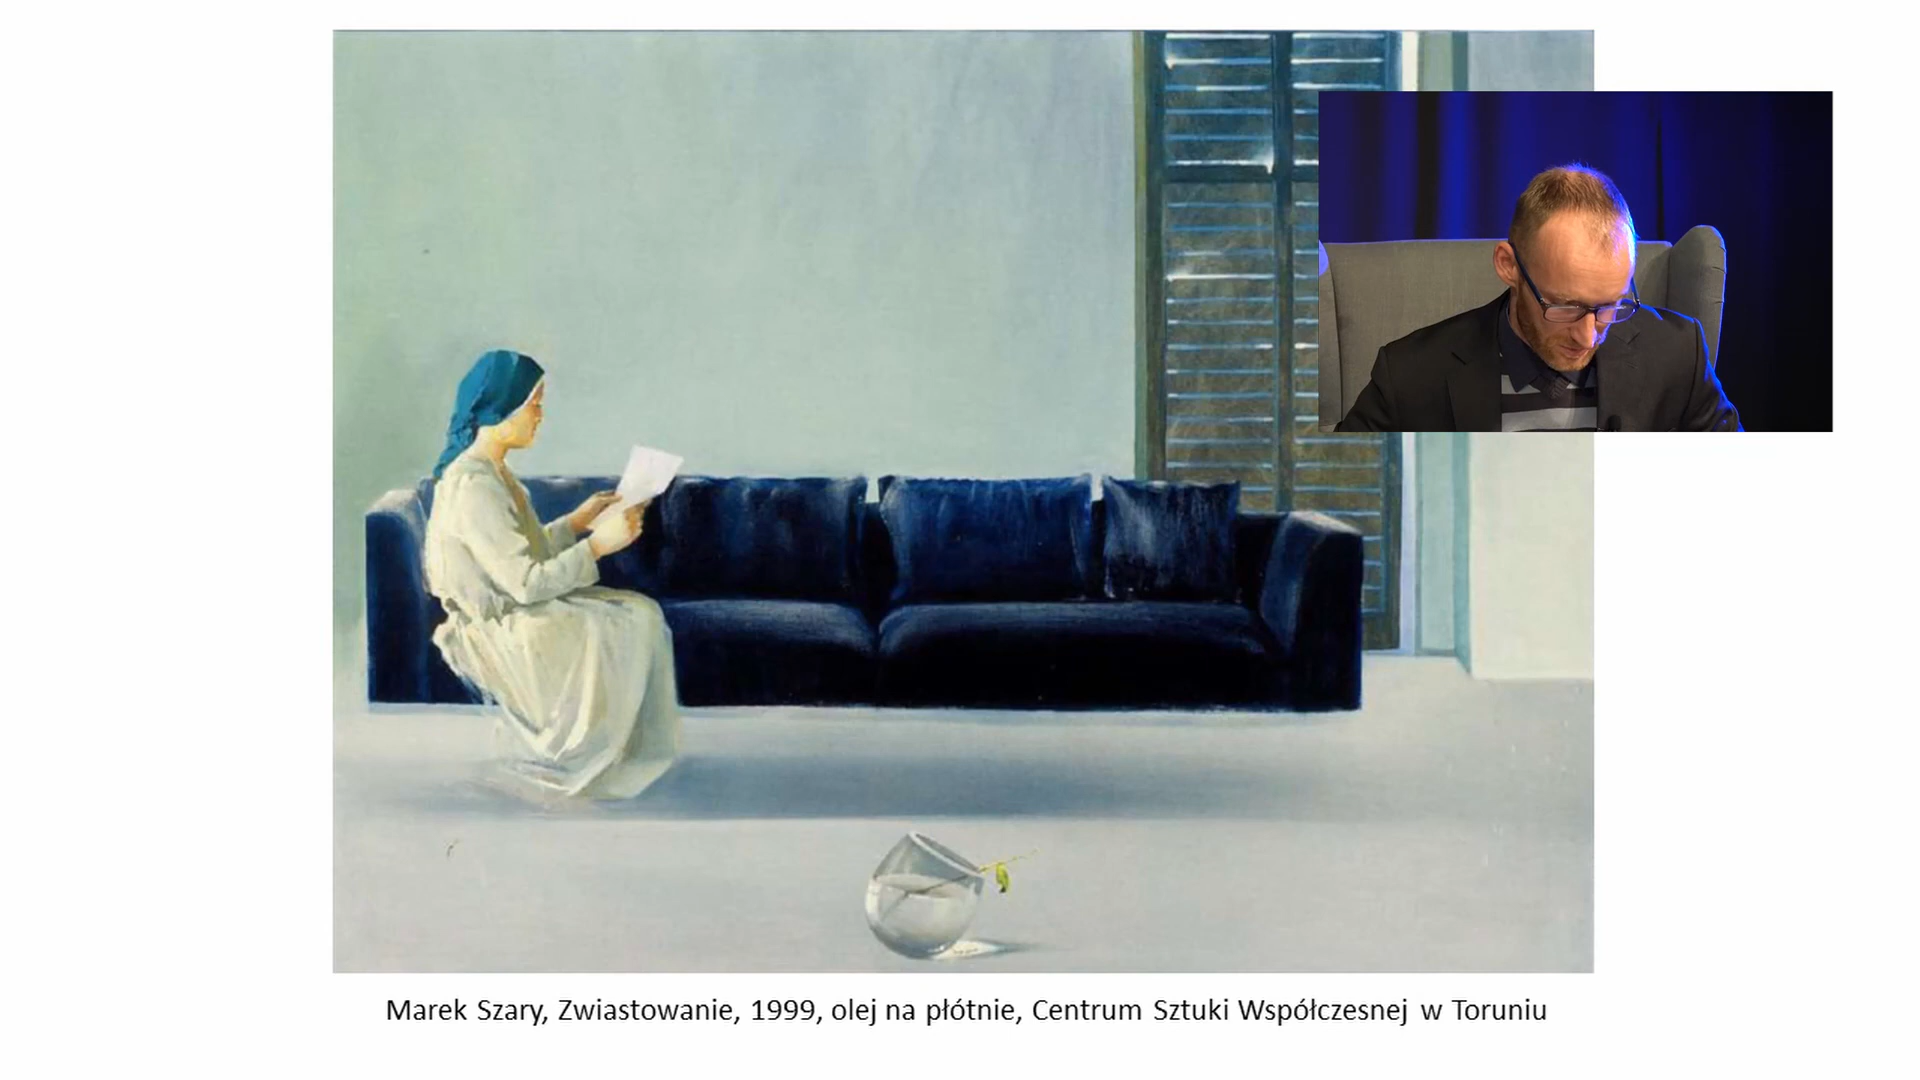 Marek Szary, Zwiastowanie, 1999, olej na płótnie, Centrum Sztuki Współczesnej w Toruniu